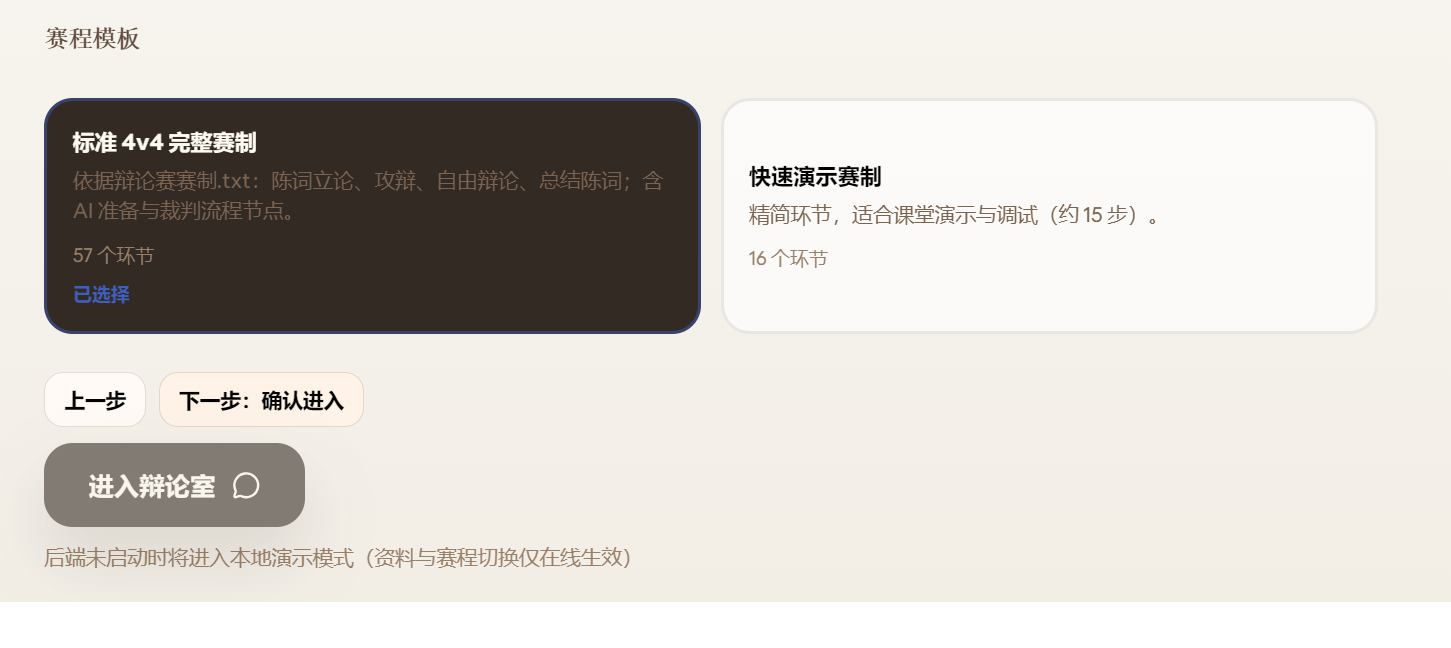 赛程模板
标准 4v4 完整赛制
依据辩论赛赛制.txt：陈词立论、攻辩、自由辩论、总结陈词；含
AI 准备与裁判流程节点。
57 个环节
已选择
快速演示赛制
精简环节，适合课堂演示与调试（约 15 步）。
16 个环节
上一步
下一步：确认进入
进入辩论室
后端未启动时将进入本地演示模式（资料与赛程切换仅在线生效）